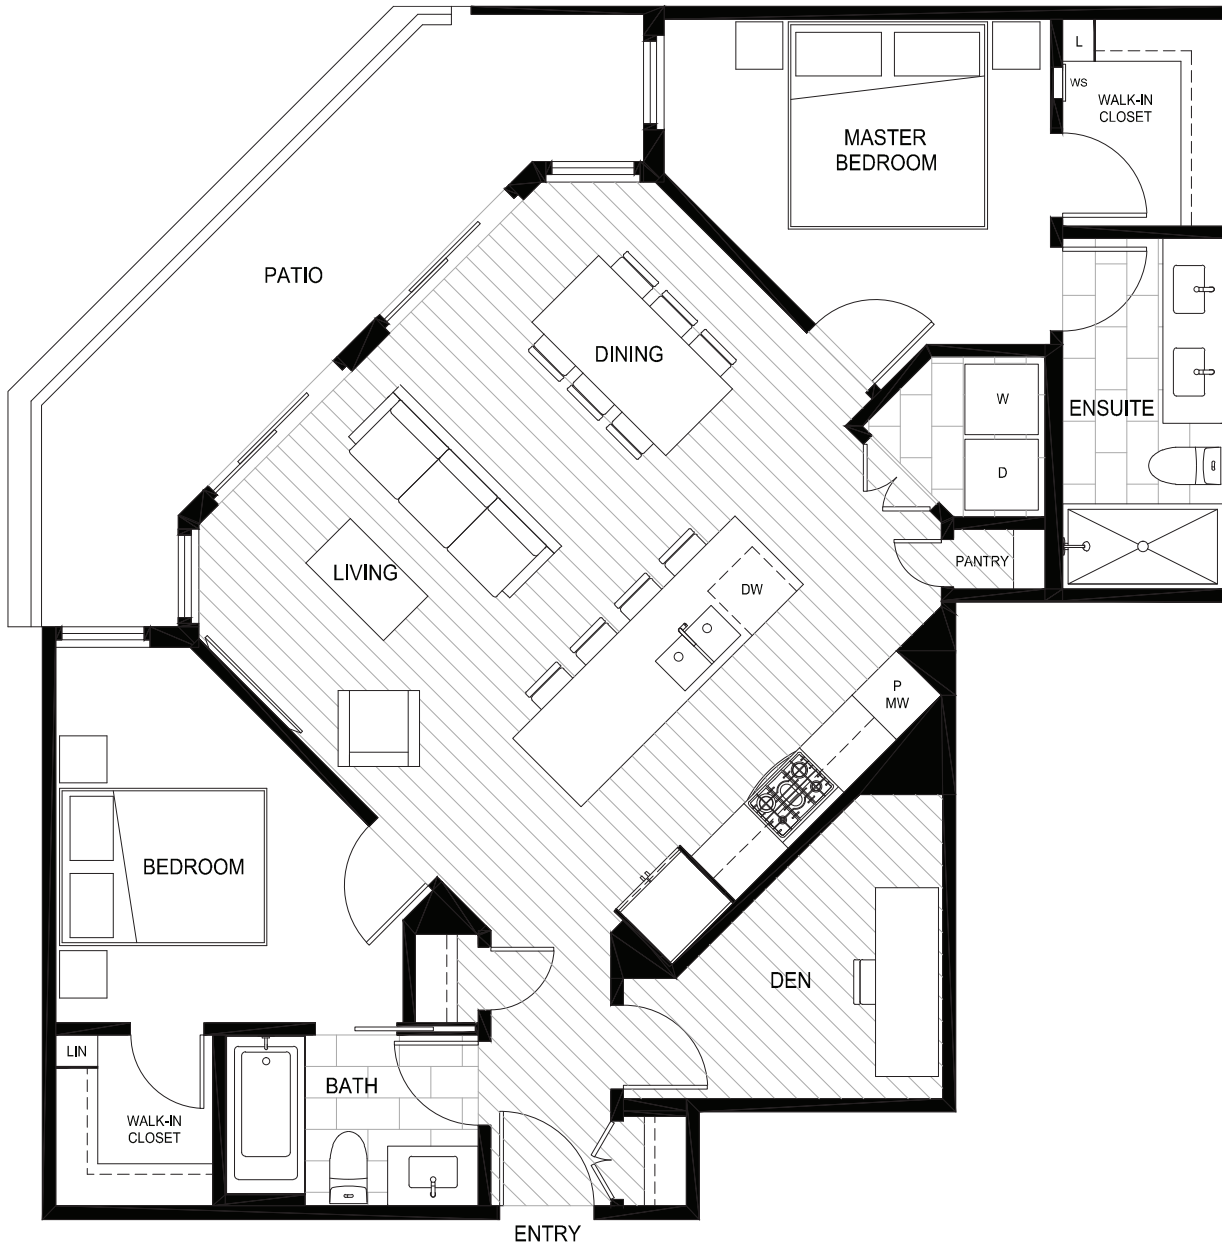 L
WS
WALK-IN
CLOSET
MASTER
BEDROOM
PATIO
DINING
W
ENSUITE
D
PANTRY
LIVING
DW
P
MW
BEDROOM
DEN
LIN
BATH
WALK-IN
CLOSET
ENTRY